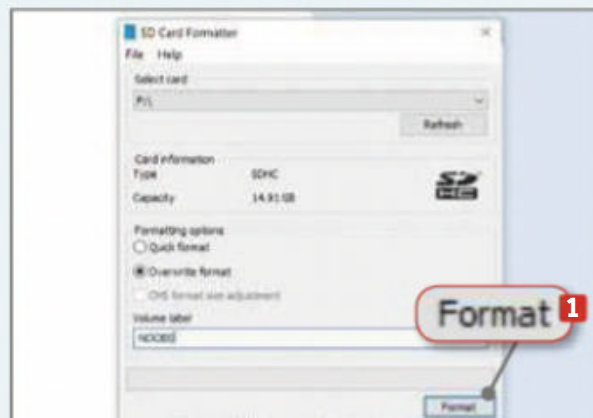 SD Card Formatter
File Help
Select card
Refresh
Card information
Type SDHC
Capacity 14.91 GB
Formatting options
Quick format
Overwrite format
CHS format size adjustment
Volume label
NOOBS
Format 1
Format